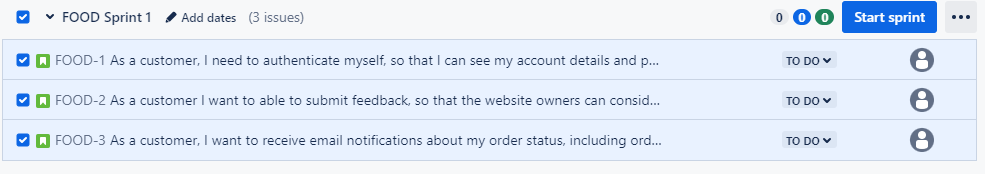 FOOD Sprint 1 Add dates (3 issues) 0 0 0 Start sprint
FOOD-1 As a customer, I need to authenticate myself, so that I can see my account details and p... TO DO
FOOD-2 As a customer I want to able to submit feedback, so that the website owners can consid... TO DO
FOOD-3 As a customer, I want to receive email notifications about my order status, including ord... TO DO